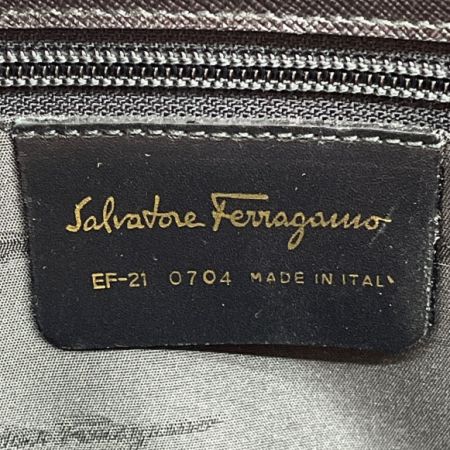 Salvatore Ferragamo
EF-21 0704 MADE IN ITALY